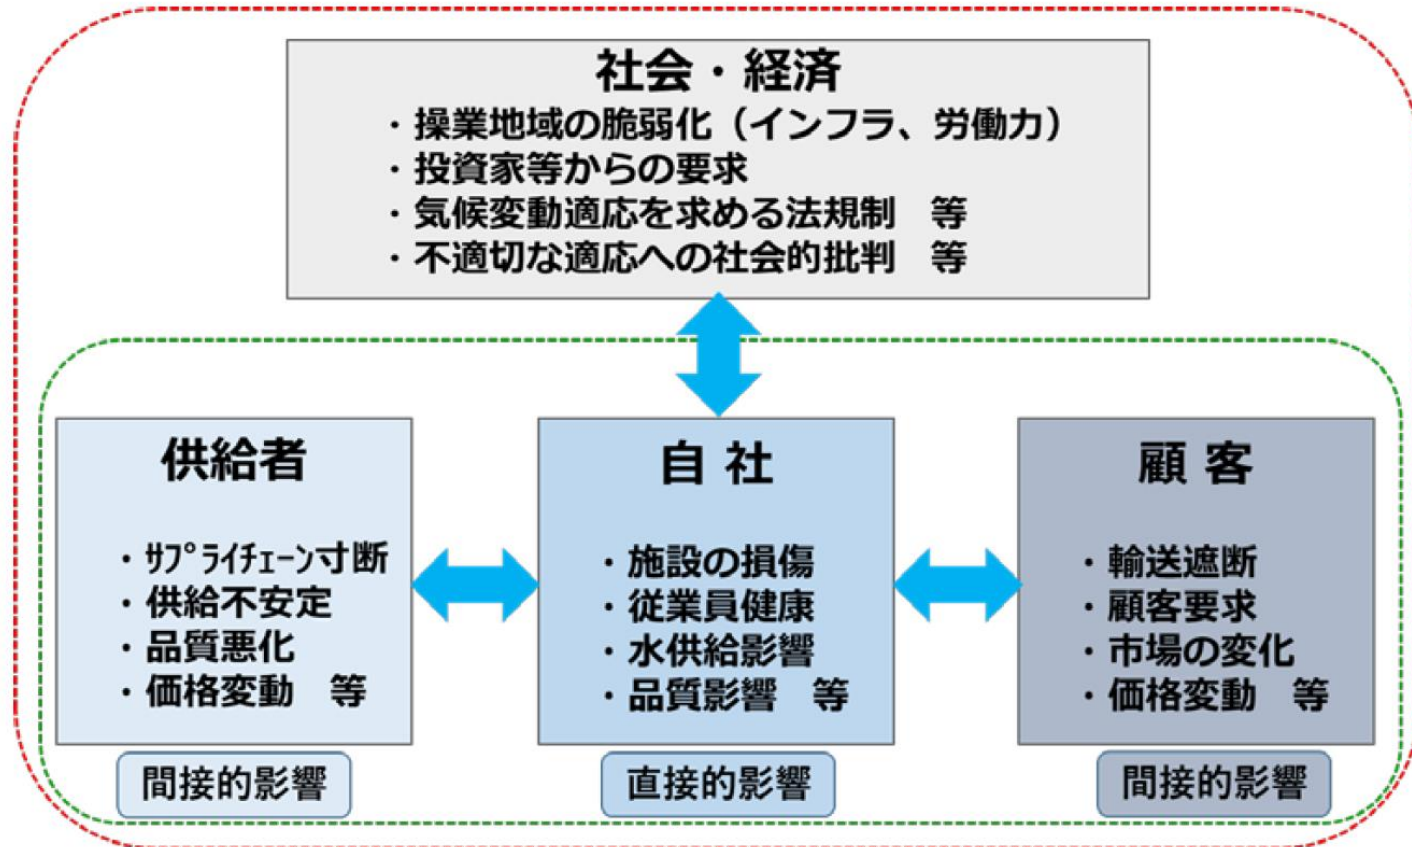 社会・経済
・操業地域の脆弱化（インフラ、労働力）
・投資家等からの要求
・気候変動適応を求める法規制　等
・不適切な適応への社会的批判　等
供給者
・ｻﾌﾟﾗｲﾁｪｰﾝ寸断
・供給不安定
・品質悪化
・価格変動　等
間接的影響
自 社
・施設の損傷
・従業員健康
・水供給影響
・品質影響　等
直接的影響
顧 客
・輸送遮断
・顧客要求
・市場の変化
・価格変動　等
間接的影響